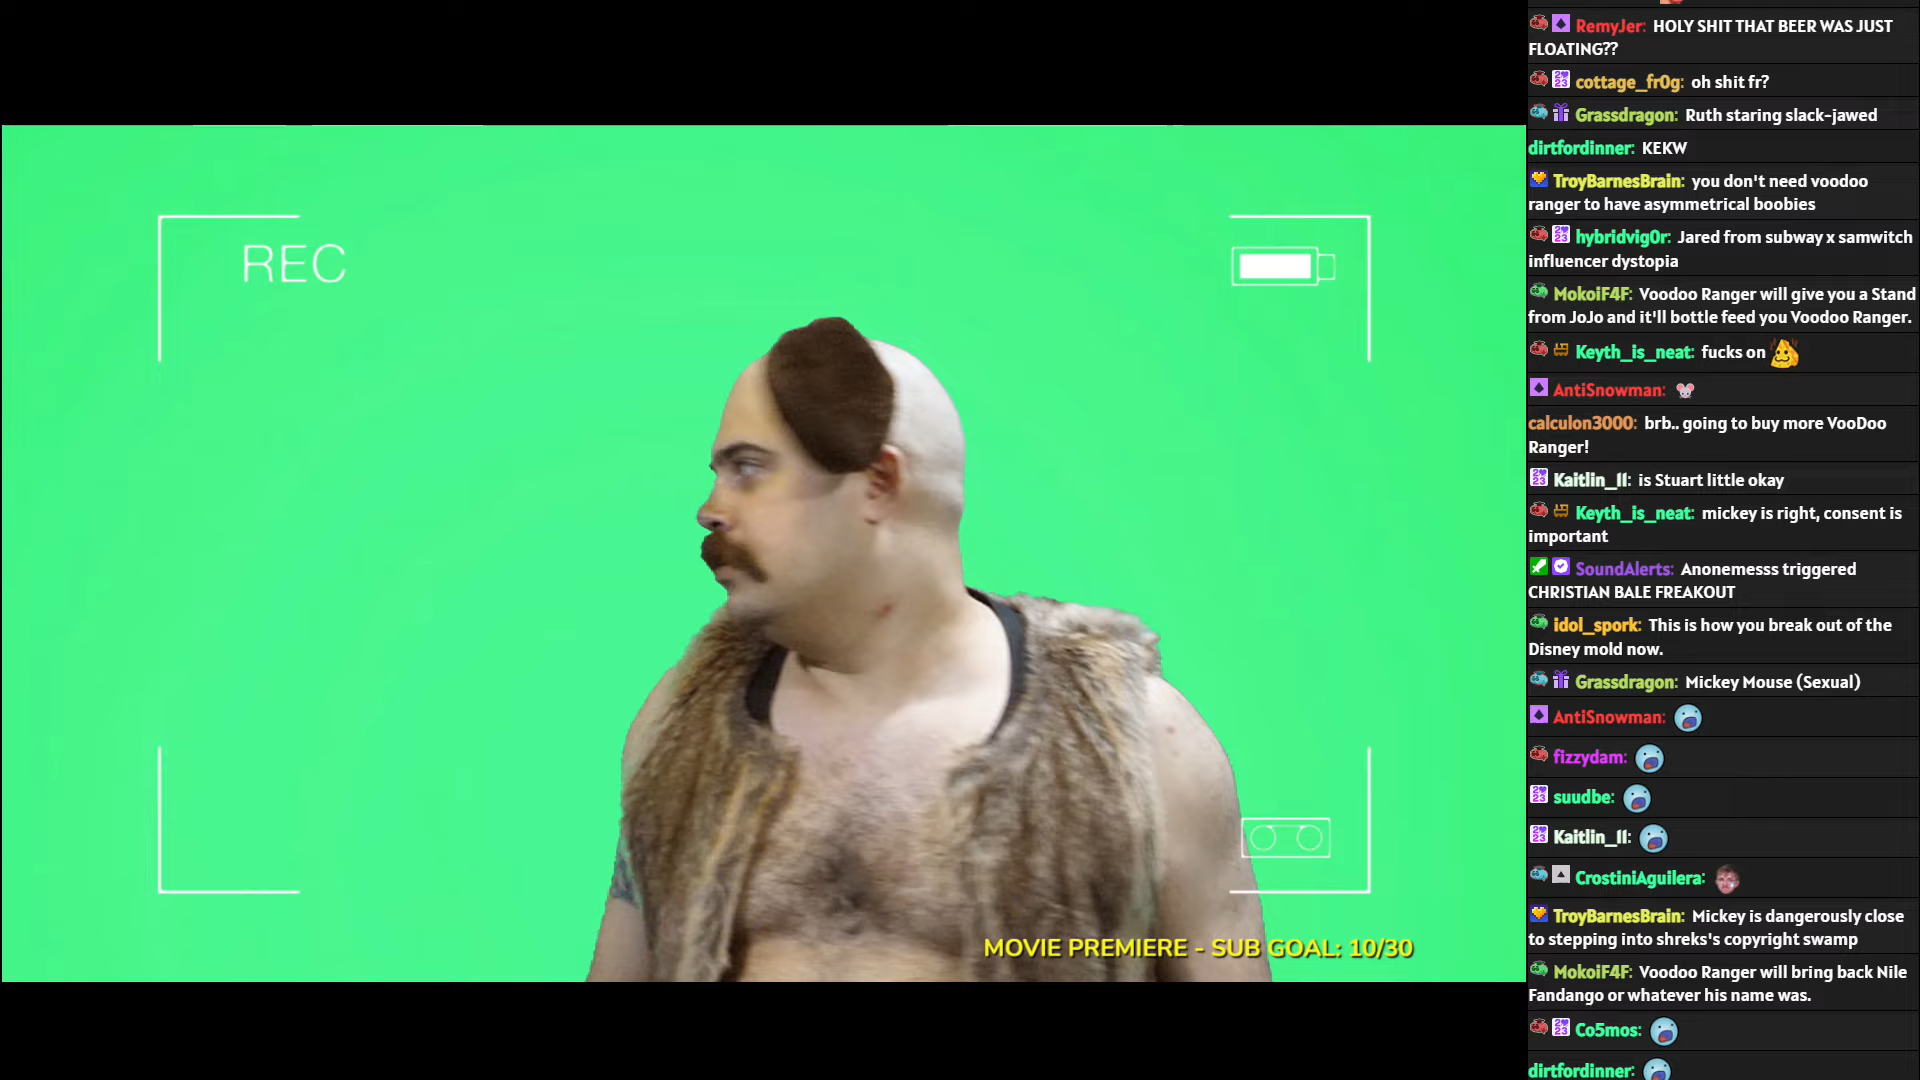 REC
MOVIE PREMIERE - SUB GOAL: 10/30
RemyJer: HOLY SHIT THAT BEER WAS JUST
FLOATING??
cottage_fr0g: oh shit fr?
Grassdragon: Ruth staring slack-jawed
dirtfordinner: KEKW
TroyBarnesBrain: you don't need voodoo
ranger to have asymmetrical boobies
hybridvig0r: Jared from subway x samwitch
influencer dystopia
MokoiF4F: Voodoo Ranger will give you a Stand
from JoJo and it'll bottle feed you Voodoo Ranger.
Keyth_is_neat: fucks on
AntiSnowman:
calculon3000: brb.. going to buy more VooDoo
Ranger!
Kaitlin_ll: is Stuart little okay
Keyth_is_neat: mickey is right, consent is
important
SoundAlerts: Anonemesss triggered
CHRISTIAN BALE FREAKOUT
idol_spork: This is how you break out of the
Disney mold now.
Grassdragon: Mickey Mouse (Sexual)
AntiSnowman:
fizzydam:
suudbe:
Kaitlin_ll:
CrostiniAguilera:
TroyBarnesBrain: Mickey is dangerously close
to stepping into shreks's copyright swamp
MokoiF4F: Voodoo Ranger will bring back Nile
Fandango or whatever his name was.
Co5mos:
dirtfordinner: